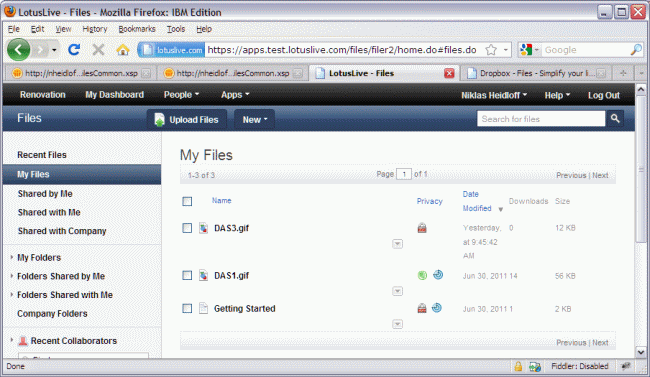 LotusLive - Files - Mozilla Firefox: IBM Edition
File Edit View History Bookmarks Tools Help
lotuslive.com https://apps.test.lotuslive.com/files/filer2/home.do#files.do Google
http://nheidlof...ilesCommon.xsp http://nheidlof...ilesCommon.xsp LotusLive - Files Dropbox - Files - Simplify your li...
Renovation My Dashboard People Apps Niklas Heidloff Help Log Out
Files Upload Files New Search for files
Recent Files
My Files
Shared by Me
Shared with Me
Shared with Company
My Folders
Folders Shared by Me
Folders Shared with Me
Company Folders
Recent Collaborators
My Files
1-3 of 3 Page 1 of 1 Previous | Next
Name Privacy Date Modified Downloads Size
DAS3.gif Yesterday, at 9:45:42 AM 0 12 KB
DAS1.gif Jun 30, 2011 14 56 KB
Getting Started Jun 30, 2011 1 2 KB
Previous | Next
Done Fiddler: Disabled